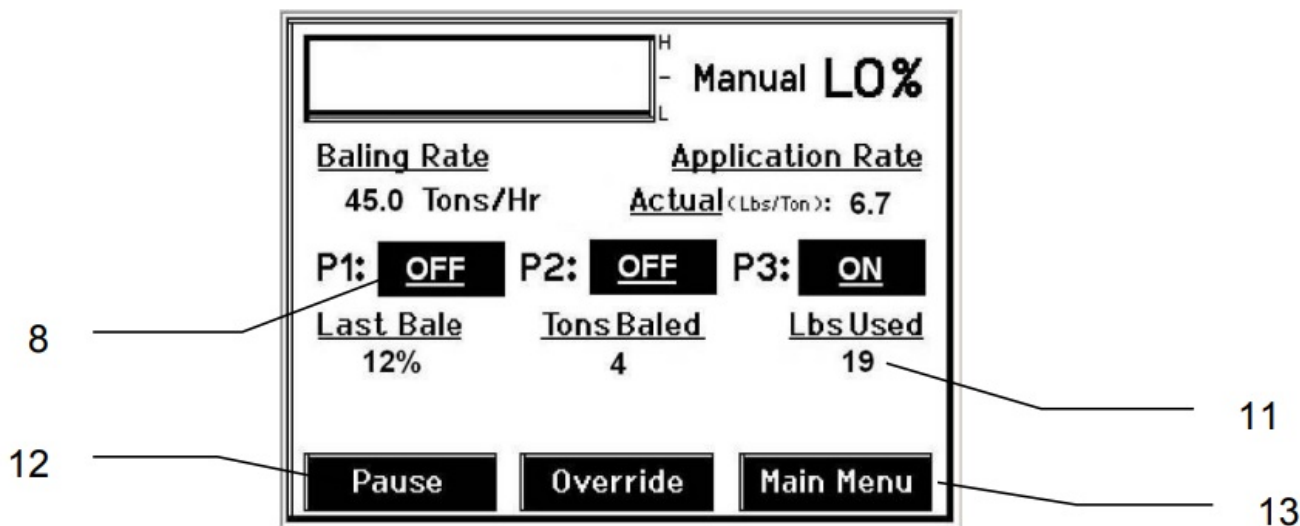 H
-
L
Manual LO%
Baling Rate Application Rate
45.0 Tons/Hr Actual (Lbs/Ton): 6.7
P1: OFF P2: OFF P3: ON
8
Last Bale Tons Baled Lbs Used
12% 4 19
11
12
Pause Override Main Menu
13